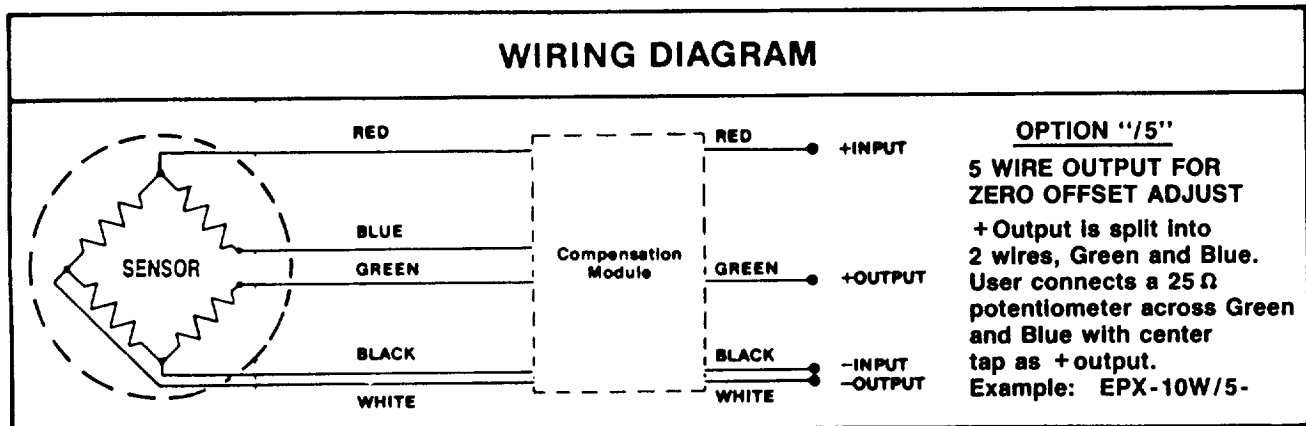 WIRING DIAGRAM
RED
BLUE
SENSOR
GREEN
BLACK
WHITE
Compensation
Module
RED
+INPUT
GREEN
+OUTPUT
BLACK
–INPUT
–OUTPUT
WHITE
OPTION "/5"
5 WIRE OUTPUT FOR
ZERO OFFSET ADJUST
+Output is split into
2 wires, Green and Blue.
User connects a 25 Ω
potentiometer across Green
and Blue with center
tap as +output.
Example: EPX-10W/5-